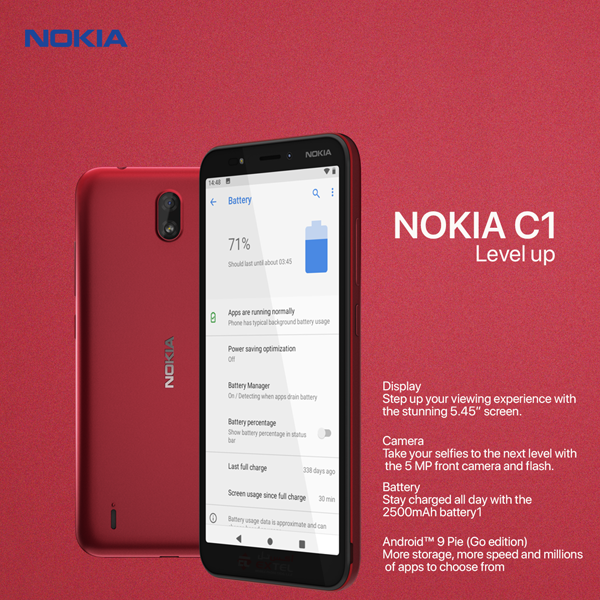 NOKIA
NOKIA
14:48
Battery
71%
Should last until about 03:45
Apps are running normally
Phone has typical background battery usage
Power saving optimization
Off
Battery Manager
On / Detecting when apps drain battery
Battery percentage
Show battery percentage in status
bar
Last full charge
338 days ago
Screen usage since full charge
30 min
Battery usage data is approximate and can
NOKIA
NOKIA C1
Level up
Display
Step up your viewing experience with
the stunning 5.45” screen.
Camera
Take your selfies to the next level with
the 5 MP front camera and flash.
Battery
Stay charged all day with the
2500mAh battery1
Android™ 9 Pie (Go edition)
More storage, more speed and millions
of apps to choose from